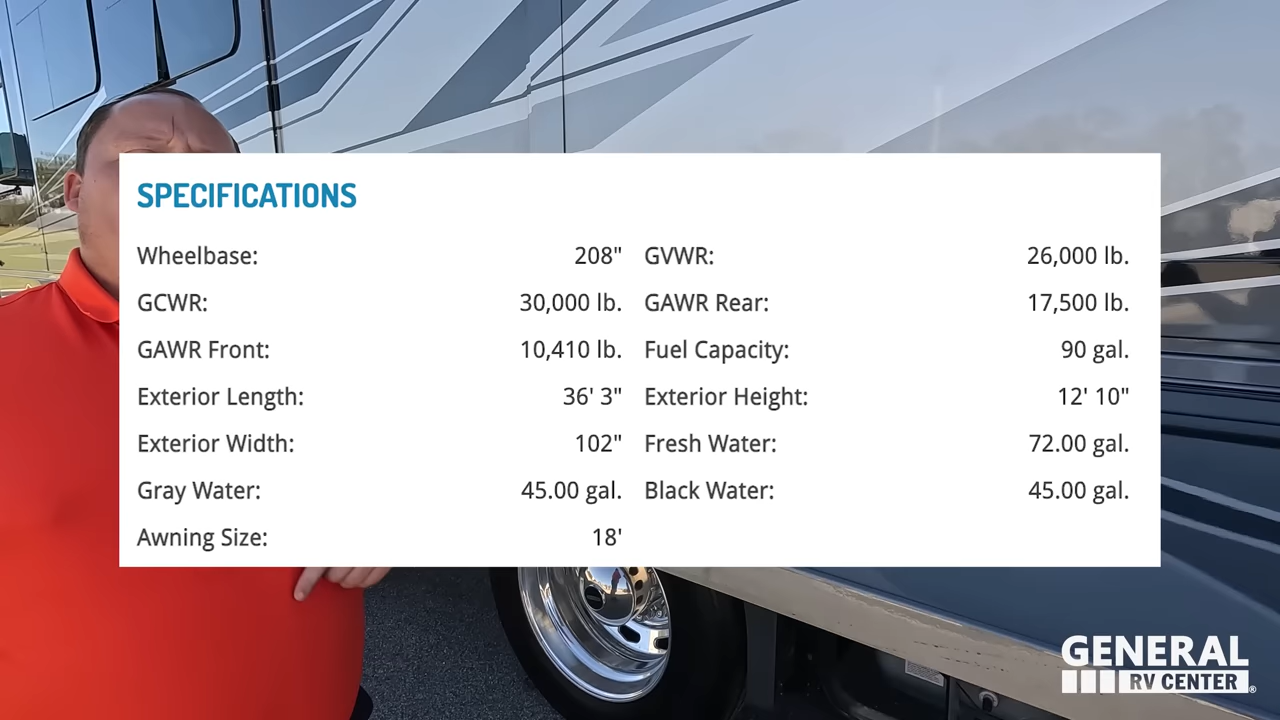 SPECIFICATIONS
Wheelbase: 208" GVWR: 26,000 lb.
GCWR: 30,000 lb. GAWR Rear: 17,500 lb.
GAWR Front: 10,410 lb. Fuel Capacity: 90 gal.
Exterior Length: 36' 3" Exterior Height: 12' 10"
Exterior Width: 102" Fresh Water: 72.00 gal.
Gray Water: 45.00 gal. Black Water: 45.00 gal.
Awning Size: 18'
GENERAL
RV CENTER®